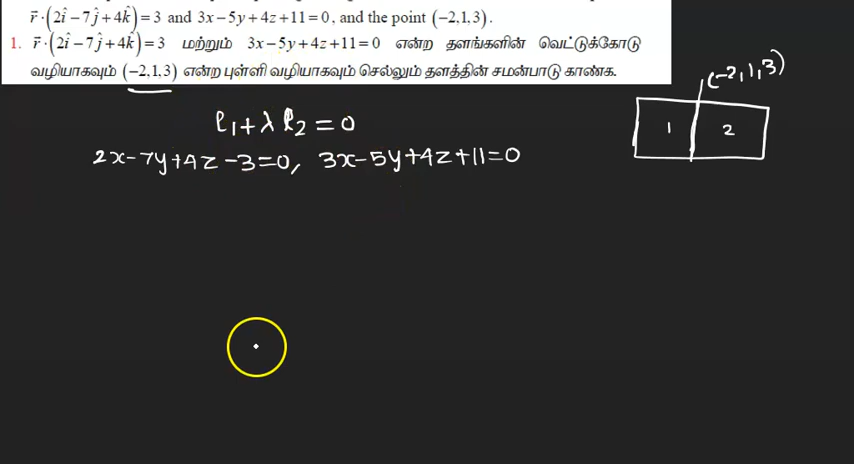 r⃗·(2î−7ĵ+4k̂)=3 and 3x−5y+4z+11=0, and the point (−2,1,3).
1. r⃗·(2î−7ĵ+4k̂)=3 மற்றும் 3x−5y+4z+11=0 என்ற தளங்களின் வெட்டுக்கோடு
வழியாகவும் (−2,1,3) என்ற புள்ளி வழியாகவும் செல்லும் தளத்தின் சமன்பாடு காண்க.
(-2,1,3)
1 2
l₁+λ l₂=0
2x-7y+4z-3=0, 3x-5y+4z+11=0